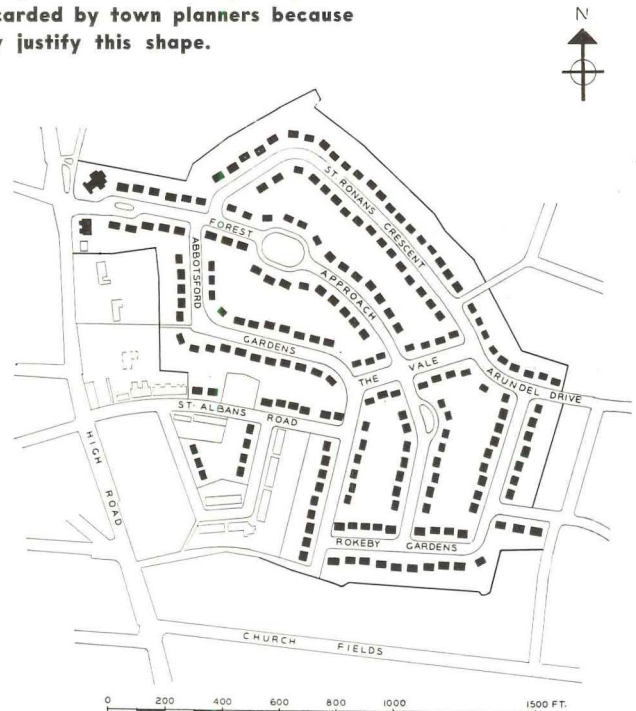 carded by town planners because
y justify this shape.
N
ST RONANS CRESCENT
FOREST APPROACH
ABBOTSFORD GARDENS
THE VALE
ARUNDEL DRIVE
ST. ALBANS ROAD
HIGH ROAD
ROKEBY GARDENS
CHURCH FIELDS
0 200 400 600 800 1000 1500 FT.